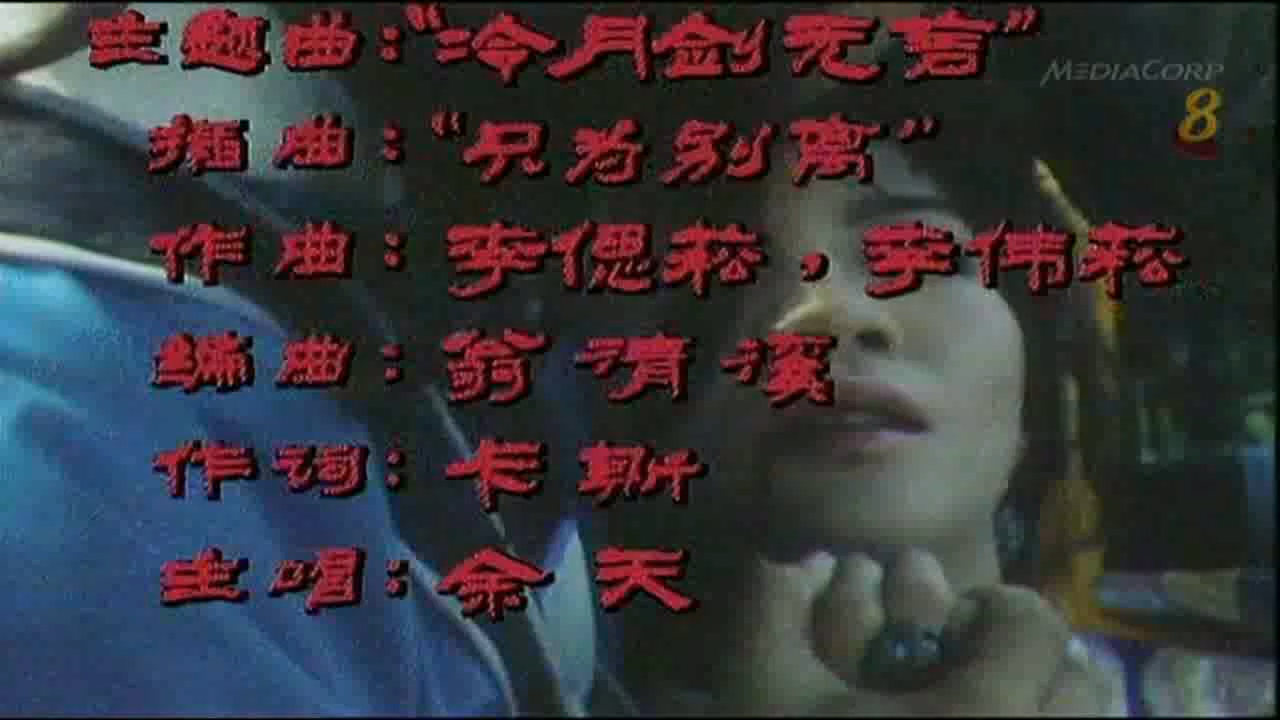 主题曲:“冷月剑无言”
MEDIACORP
8
插曲:“只为别离”
作曲:李偲菘,李伟菘
编曲:翁清溪
作词:卡斯
主唱:余天